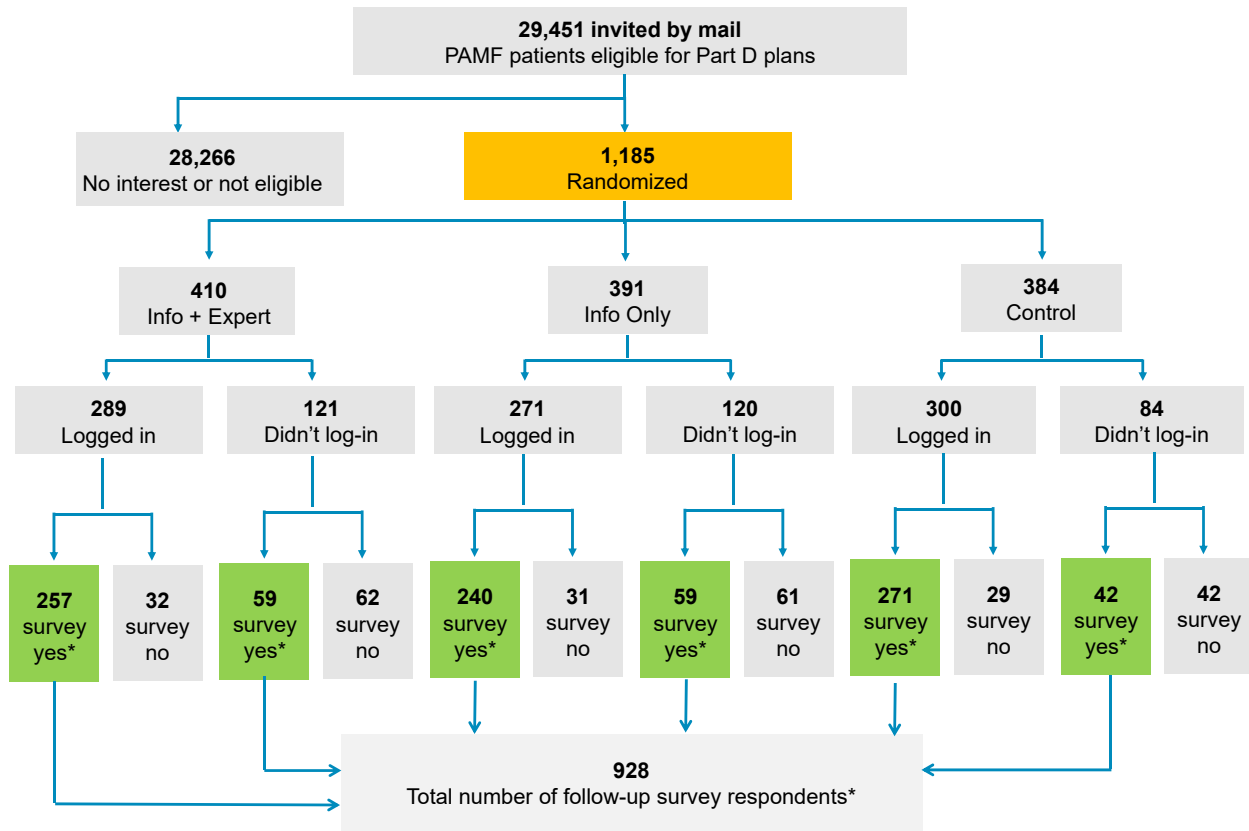 29,451 invited by mail
PAMF patients eligible for Part D plans
28,266
No interest or not eligible
1,185
Randomized
410
Info + Expert
391
Info Only
384
Control
289
Logged in
121
Didn’t log-in
271
Logged in
120
Didn’t log-in
300
Logged in
84
Didn’t log-in
257
survey
yes*
32
survey
no
59
survey
yes*
62
survey
no
240
survey
yes*
31
survey
no
59
survey
yes*
61
survey
no
271
survey
yes*
29
survey
no
42
survey
yes*
42
survey
no
928
Total number of follow-up survey respondents*